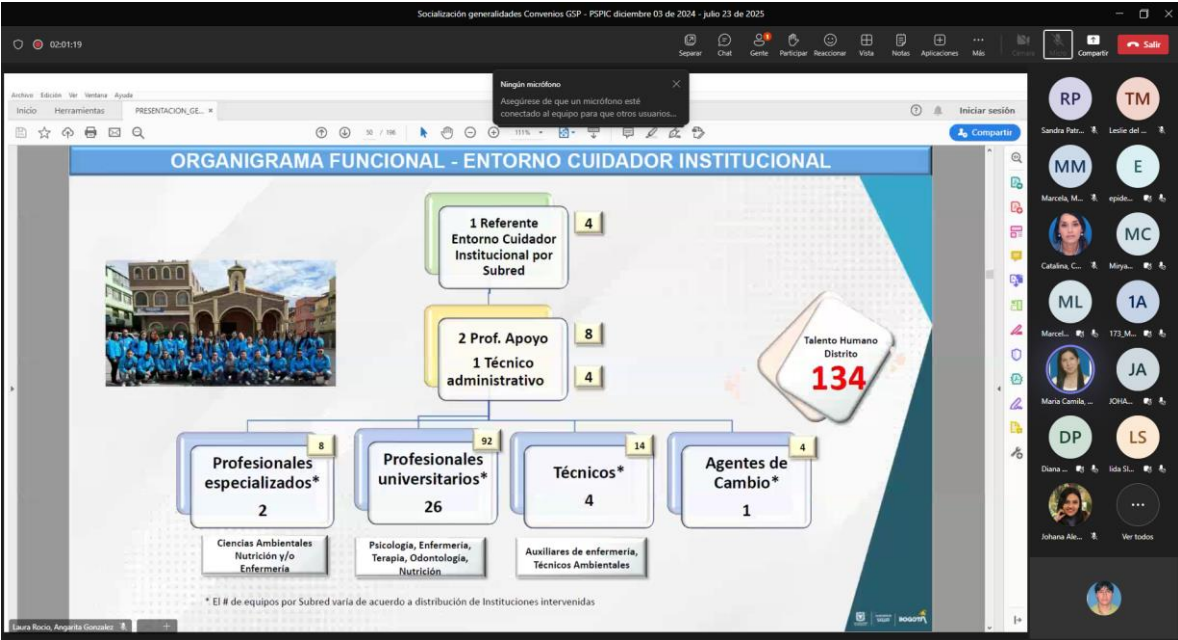 Socialización generalidades Convenios GSP - PSPIC diciembre 03 de 2024 - julio 23 de 2025
02:01:19
Separar
Chat
Gente
Participar
Reaccionar
Vista
Notas
Aplicaciones
Más
Cámara
Micro
Compartir
Salir
Ningún micrófono
Asegúrese de que un micrófono esté
conectado al equipo para que otros usuarios...
Archivo Edición Ver Ventana Ayuda
Inicio
Herramientas
PRESENTACION_GE...
Iniciar sesión
50 / 196
111%
Compartir
ORGANIGRAMA FUNCIONAL - ENTORNO CUIDADOR INSTITUCIONAL
1 Referente
Entorno Cuidador
Institucional por
Subred
4
2 Prof. Apoyo
1 Técnico
administrativo
8
4
Talento Humano
Distrito
134
Profesionales
especializados*
2
8
Profesionales
universitarios*
26
92
Técnicos*
4
14
Agentes de
Cambio*
1
4
Ciencias Ambientales
Nutrición y/o
Enfermería
Psicología, Enfermería,
Terapia, Odontología,
Nutrición
Auxiliares de enfermería,
Técnicos Ambientales
* El # de equipos por Subred varía de acuerdo a distribución de Instituciones intervenidas
BOGOTÁ
Laura Rocio, Angarita Gonzalez
RP
Sandra Patr...
TM
Leslie del ...
MM
Marcela, M...
E
epide...
Catalina, C...
MC
Mirya...
ML
Marcel...
1A
173_M...
Maria Camila, ...
JA
JOHA...
DP
Diana ...
LS
lida Sl...
Johana Ale...
Ver todos